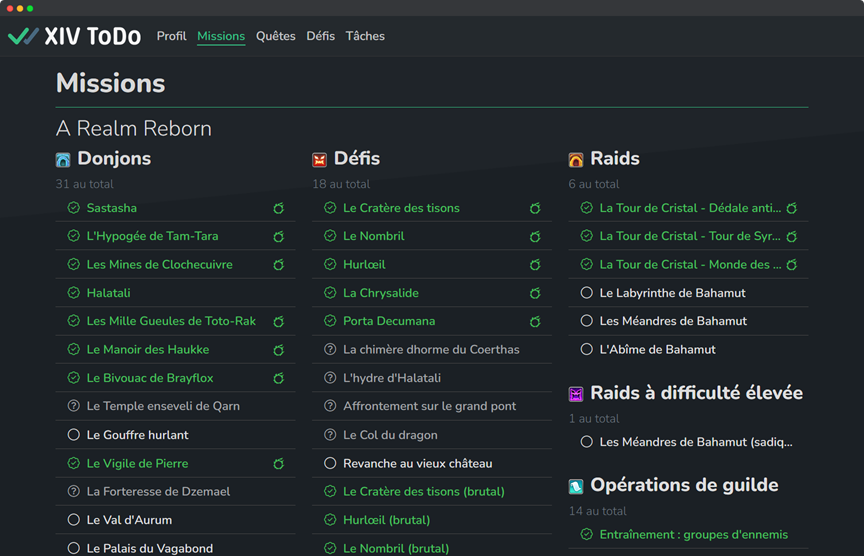 XIV ToDo
Profil Missions Quêtes Défis Tâches
Missions
A Realm Reborn
Donjons
31 au total
Sastasha
L'Hypogée de Tam-Tara
Les Mines de Clochecuivre
Halatali
Les Mille Gueules de Toto-Rak
Le Manoir des Haukke
Le Bivouac de Brayflox
Le Temple enseveli de Qarn
Le Gouffre hurlant
Le Vigile de Pierre
La Forteresse de Dzemael
Le Val d'Aurum
Le Palais du Vagabond
Défis
18 au total
Le Cratère des tisons
Le Nombril
Hurlœil
La Chrysalide
Porta Decumana
La chimère dhorme du Coerthas
L'hydre d'Halatali
Affrontement sur le grand pont
Le Col du dragon
Revanche au vieux château
Le Cratère des tisons (brutal)
Hurlœil (brutal)
Le Nombril (brutal)
Raids
6 au total
La Tour de Cristal - Dédale anti...
La Tour de Cristal - Tour de Syr...
La Tour de Cristal - Monde des ...
Le Labyrinthe de Bahamut
Les Méandres de Bahamut
L'Abîme de Bahamut
Raids à difficulté élevée
1 au total
Les Méandres de Bahamut (sadiq...
Opérations de guilde
14 au total
Entraînement : groupes d'ennemis